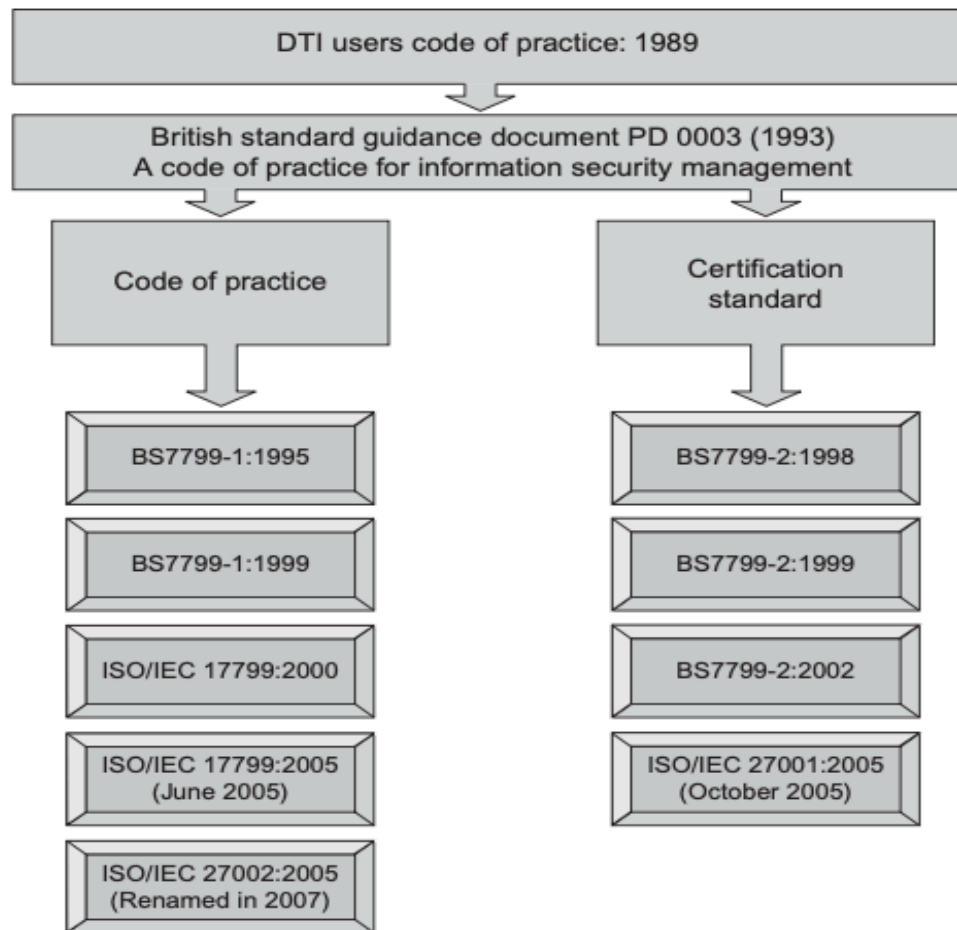 DTI users code of practice: 1989
British standard guidance document PD 0003 (1993)
A code of practice for information security management
Code of practice
Certification
standard
BS7799-1:1995
BS7799-2:1998
BS7799-1:1999
BS7799-2:1999
ISO/IEC 17799:2000
BS7799-2:2002
ISO/IEC 17799:2005
(June 2005)
ISO/IEC 27001:2005
(October 2005)
ISO/IEC 27002:2005
(Renamed in 2007)